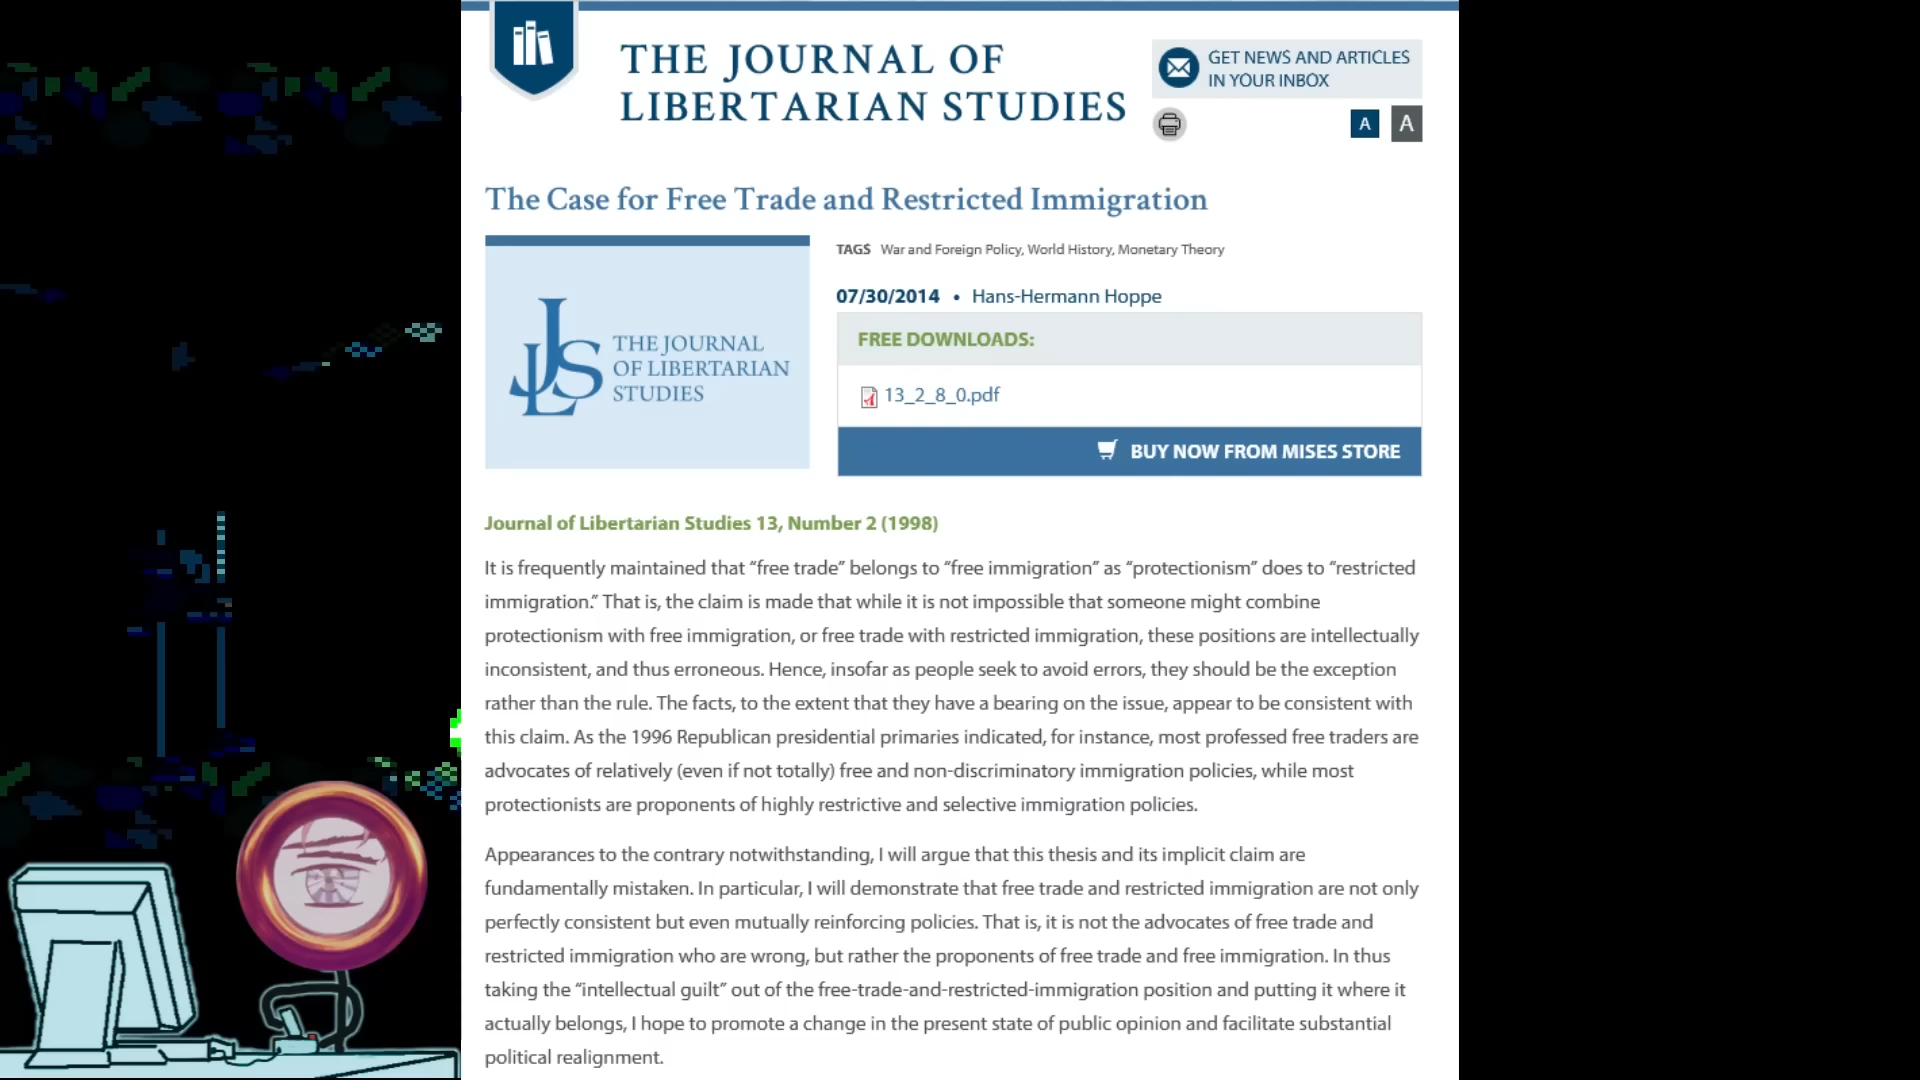 THE JOURNAL OF
LIBERTARIAN STUDIES
GET NEWS AND ARTICLES
IN YOUR INBOX
A A
The Case for Free Trade and Restricted Immigration
TAGS War and Foreign Policy, World History, Monetary Theory
07/30/2014 • Hans-Hermann Hoppe
JLS
THE JOURNAL
OF LIBERTARIAN
STUDIES
FREE DOWNLOADS:
13_2_8_0.pdf
BUY NOW FROM MISES STORE
Journal of Libertarian Studies 13, Number 2 (1998)
It is frequently maintained that “free trade” belongs to “free immigration” as “protectionism” does to “restricted
immigration.” That is, the claim is made that while it is not impossible that someone might combine
protectionism with free immigration, or free trade with restricted immigration, these positions are intellectually
inconsistent, and thus erroneous. Hence, insofar as people seek to avoid errors, they should be the exception
rather than the rule. The facts, to the extent that they have a bearing on the issue, appear to be consistent with
this claim. As the 1996 Republican presidential primaries indicated, for instance, most professed free traders are
advocates of relatively (even if not totally) free and non-discriminatory immigration policies, while most
protectionists are proponents of highly restrictive and selective immigration policies.
Appearances to the contrary notwithstanding, I will argue that this thesis and its implicit claim are
fundamentally mistaken. In particular, I will demonstrate that free trade and restricted immigration are not only
perfectly consistent but even mutually reinforcing policies. That is, it is not the advocates of free trade and
restricted immigration who are wrong, but rather the proponents of free trade and free immigration. In thus
taking the “intellectual guilt” out of the free-trade-and-restricted-immigration position and putting it where it
actually belongs, I hope to promote a change in the present state of public opinion and facilitate substantial
political realignment.